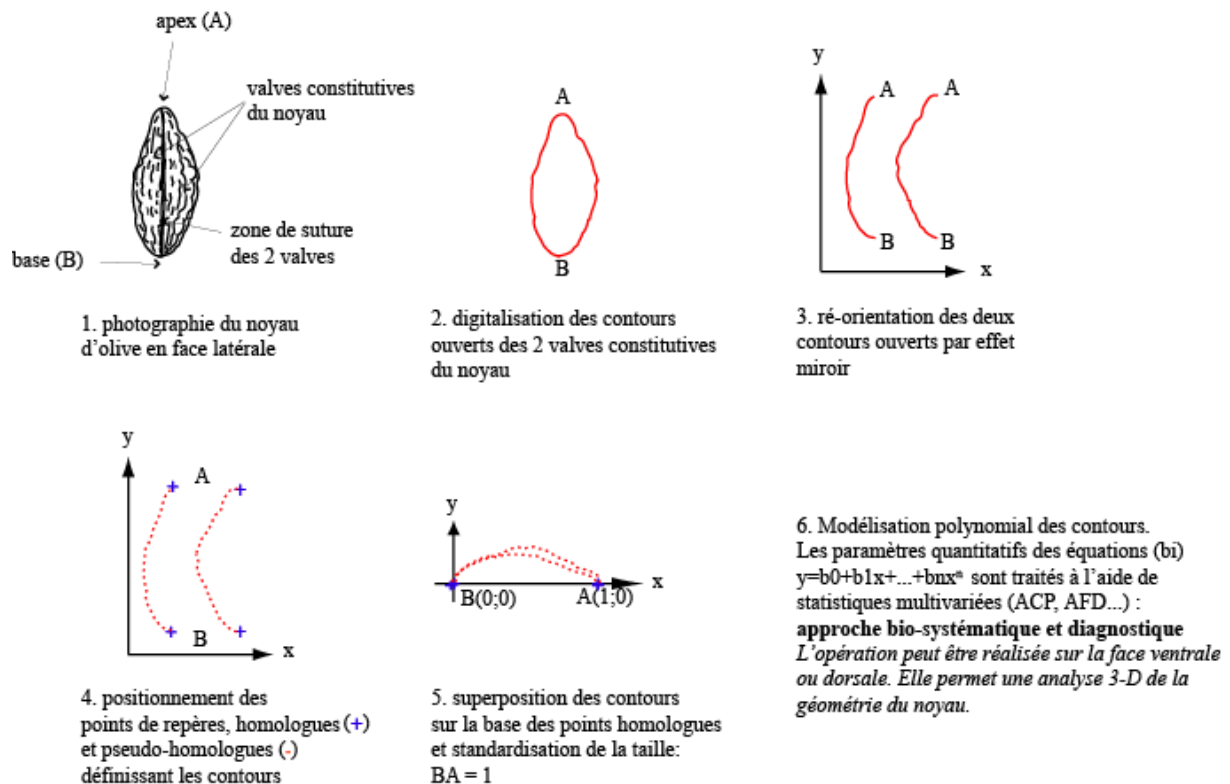 apex (A)
valves constitutives
du noyau
zone de suture
des 2 valves
base (B)
1. photographie du noyau
d’olive en face latérale
A
B
2. digitalisation des contours
ouverts des 2 valves constitutives
du noyau
y
A A
B B
x
3. ré-orientation des deux
contours ouverts par effet
miroir
y
A
B
x
4. positionnement des
points de repères, homologues (+)
et pseudo-homologues (-)
définissant les contours
y
x
B(0;0) A(1;0)
5. superposition des contours
sur la base des points homologues
et standardisation de la taille:
BA = 1
6. Modélisation polynomial des contours.
Les paramètres quantitatifs des équations (bi)
y=b0+b1x+...+bnxⁿ sont traités à l’aide de
statistiques multivariées (ACP, AFD...) :
approche bio-systématique et diagnostique
L’opération peut être réalisée sur la face ventrale
ou dorsale. Elle permet une analyse 3-D de la
géométrie du noyau.